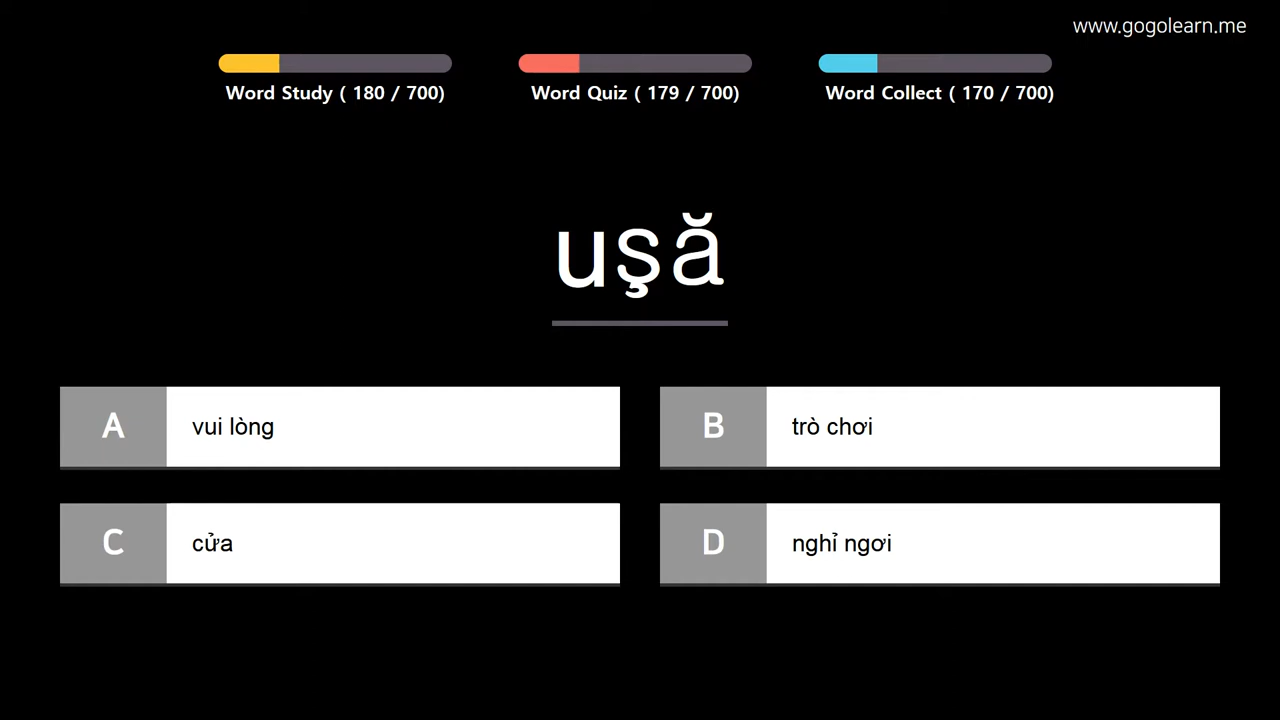 www.gogolearn.me
Word Study ( 180 / 700)
Word Quiz ( 179 / 700)
Word Collect ( 170 / 700)
uşă
A vui lòng
B trò chơi
C cửa
D nghỉ ngơi